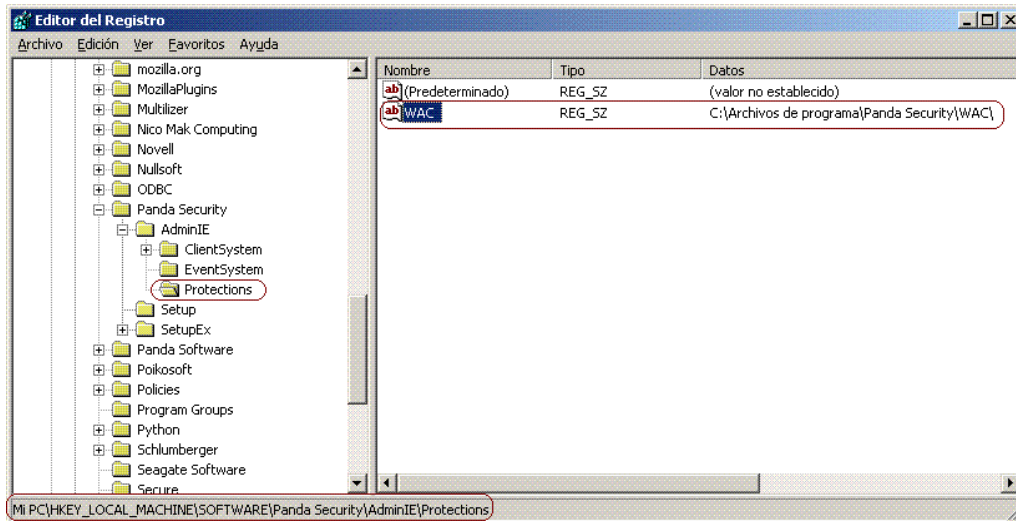 Editor del Registro
Archivo Edición Ver Favoritos Ayuda
mozilla.org
MozillaPlugins
Multilizer
Nico Mak Computing
Novell
Nullsoft
ODBC
Panda Security
AdminIE
ClientSystem
EventSystem
Protections
Setup
SetupEx
Panda Software
Poikosoft
Policies
Program Groups
Python
Schlumberger
Seagate Software
Secure
Nombre Tipo Datos
ab (Predeterminado) REG_SZ (valor no establecido)
ab WAC REG_SZ C:\Archivos de programa\Panda Security\WAC\
Mi PC\HKEY_LOCAL_MACHINE\SOFTWARE\Panda Security\AdminIE\Protections